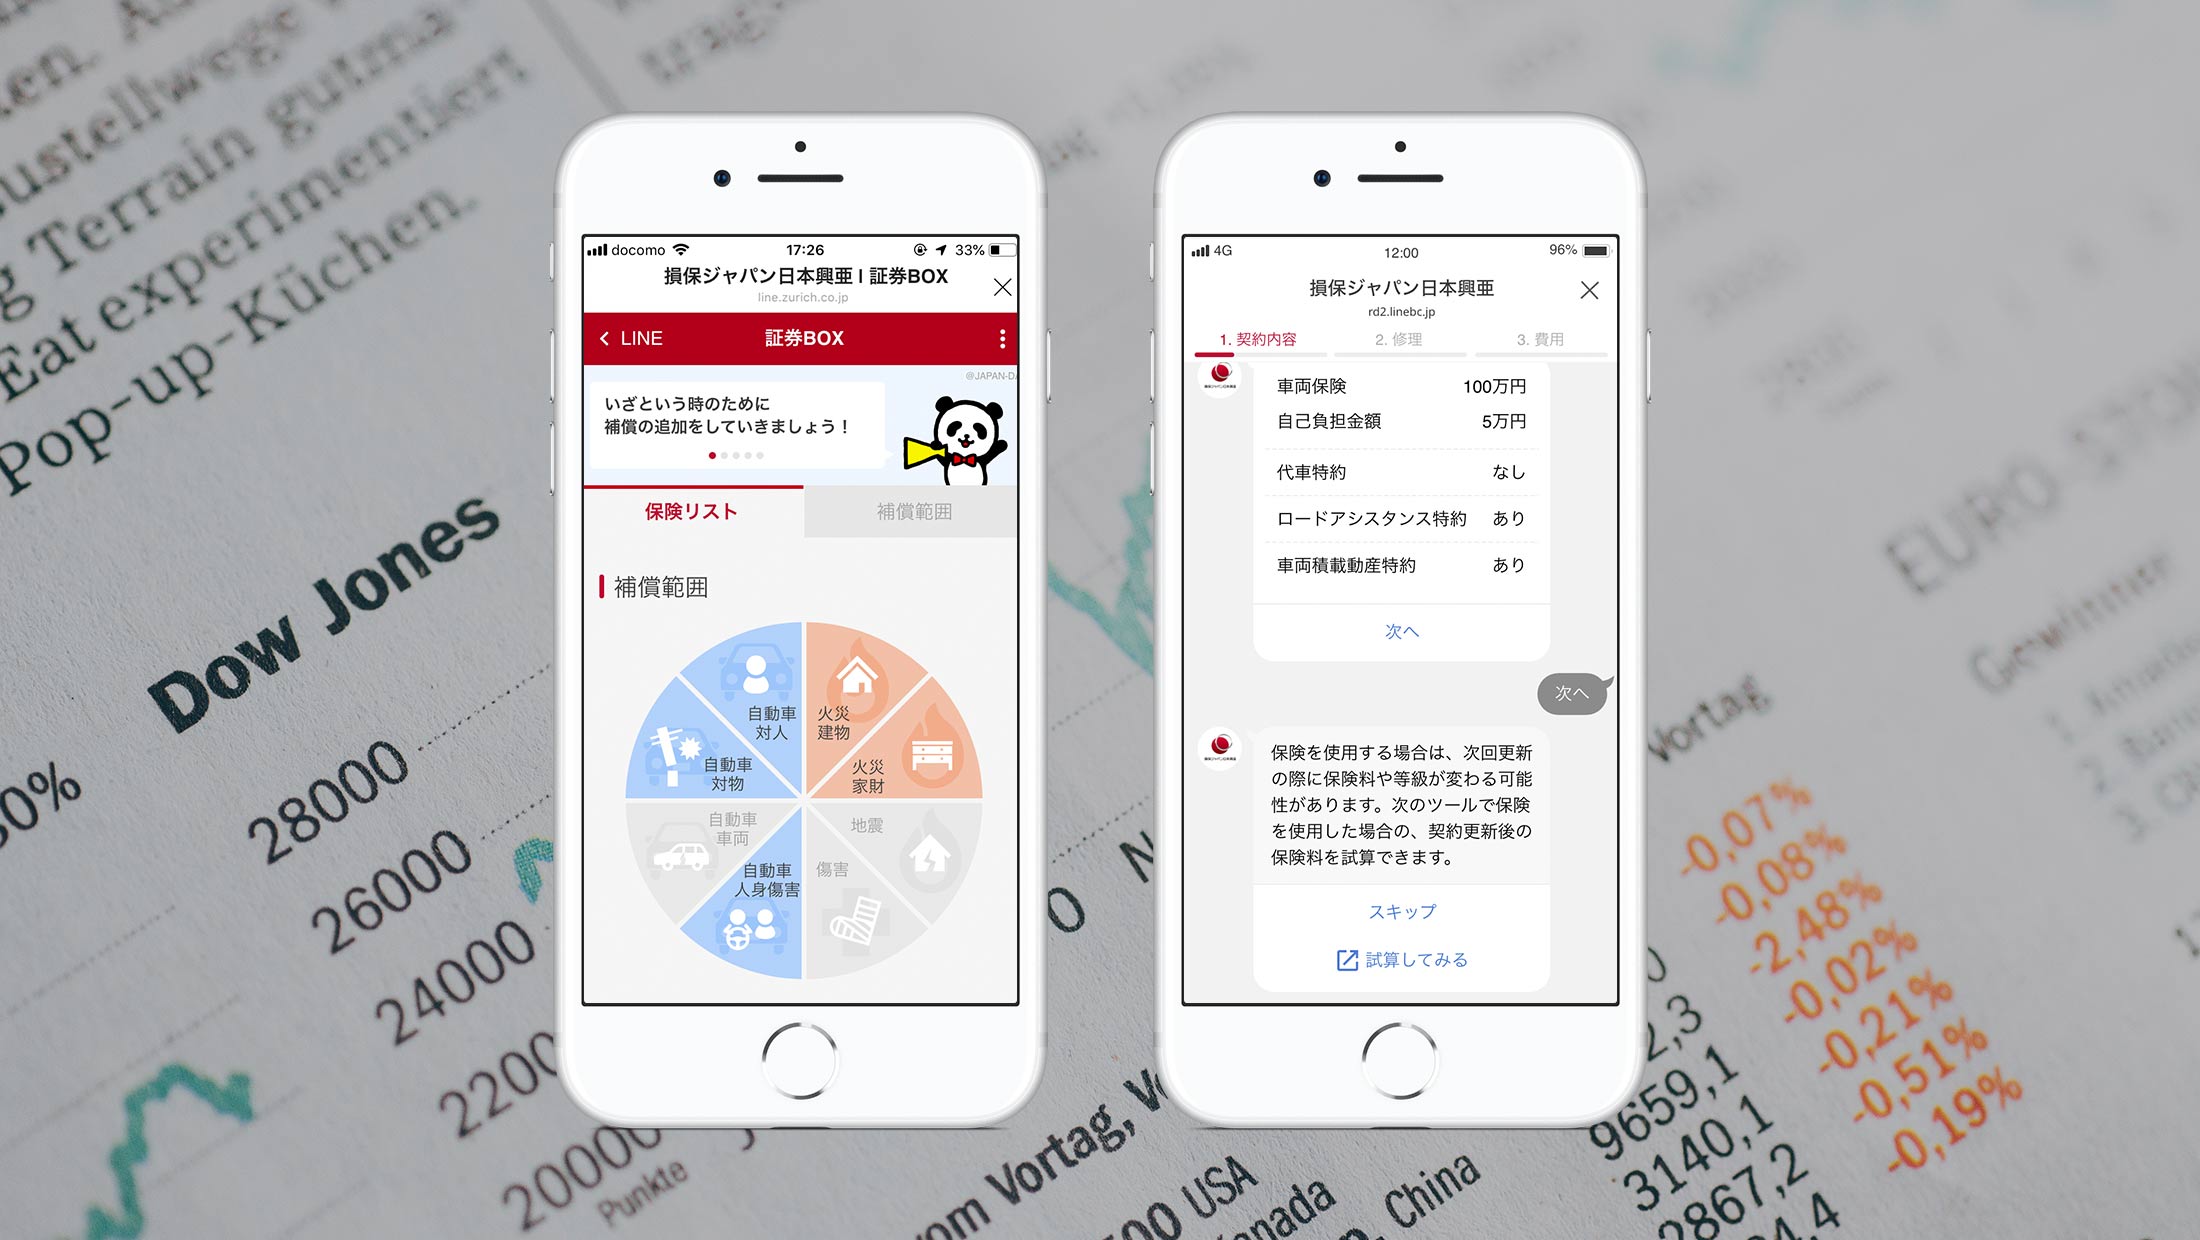 docomo
17:26
33%
損保ジャパン日本興亜 | 証券BOX
line.zurich.co.jp
LINE
証券BOX
@JAPAN-DA
いざという時のために
補償の追加をしていきましょう！
保険リスト
補償範囲
補償範囲
自動車
対人
火災
建物
自動車
対物
火災
家財
自動車
車両
地震
自動車
人身傷害
傷害
4G
12:00
96%
損保ジャパン日本興亜
rd2.linebc.jp
1. 契約内容
2. 修理
3. 費用
車両保険 100万円
自己負担金額 5万円
代車特約 なし
ロードアシスタンス特約 あり
車両積載動産特約 あり
次へ
次へ
保険を使用する場合は、次回更新
の際に保険料や等級が変わる可能
性があります。次のツールで保険
を使用した場合の、契約更新後の
保険料を試算できます。
スキップ
試算してみる
Terrain
Eat experimentiert
Pop-up-Küchen.
Dow Jones
28000
26000
24000
2200
20000
Punkte
EURO-STOXX
Gewinner
Vortag
-0,07%
-0,08%
-2,48%
-0,02%
-0,21%
-0,51%
-0,19%
2,3
9659,1
3140,1
2867,2
4,4
vom Vortag,
500 USA
China